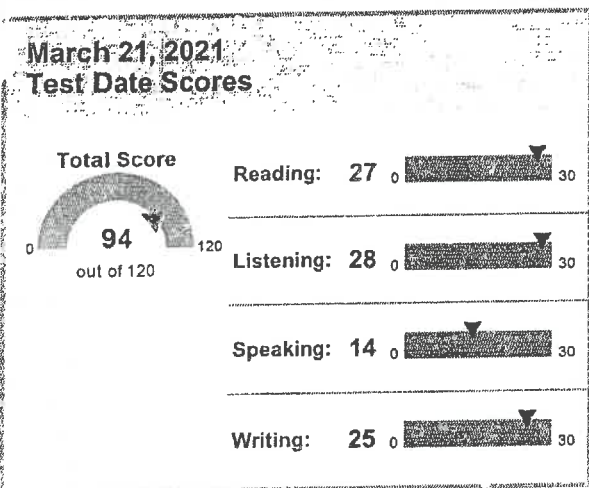 March 21, 2021
Test Date Scores
Total Score
0 94 120
out of 120
Reading: 27 0 30
Listening: 28 0 30
Speaking: 14 0 30
Writing: 25 0 30